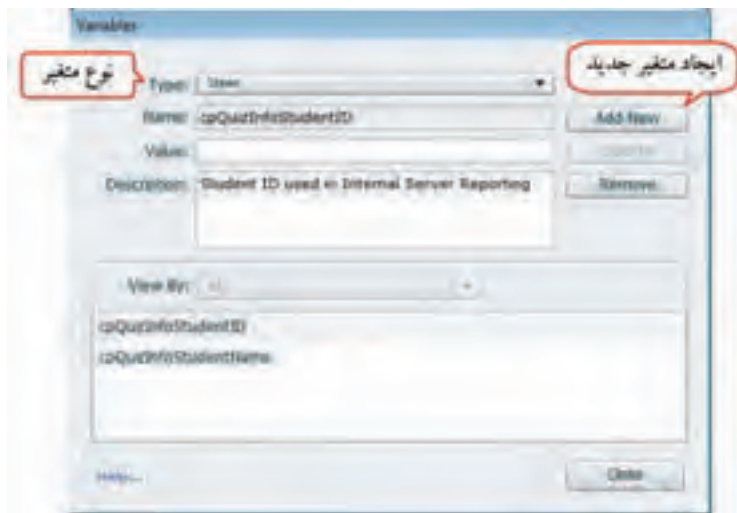 Variables
نوع متغیر
ایجاد متغیر جدید
Type: User
Name: cpQuizInfoStudentID
Add New
Value:
Description: Student ID used in Internal Server Reporting
Remove
View By:
cpQuizInfoStudentID
cpQuizInfoStudentName
Help...
Close